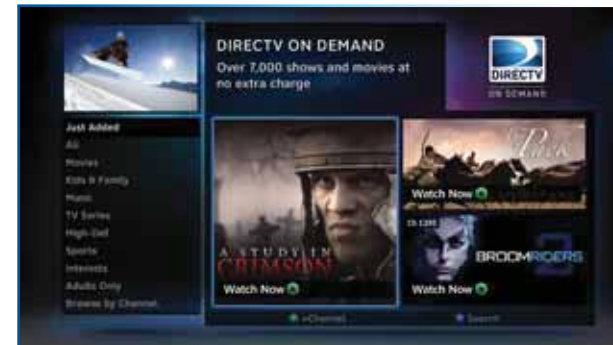 DIRECTV ON DEMAND
Over 7,000 shows and movies at
no extra charge
DIRECTV
ON DEMAND
Just Added
All
Movies
Kids & Family
Music
TV Series
High-Def
Sports
Interests
Adults Only
Browse by Channel
A STUDY IN
CRIMSON
Watch Now
Pack
Watch Now
BROOMRIDERS
Watch Now
Search